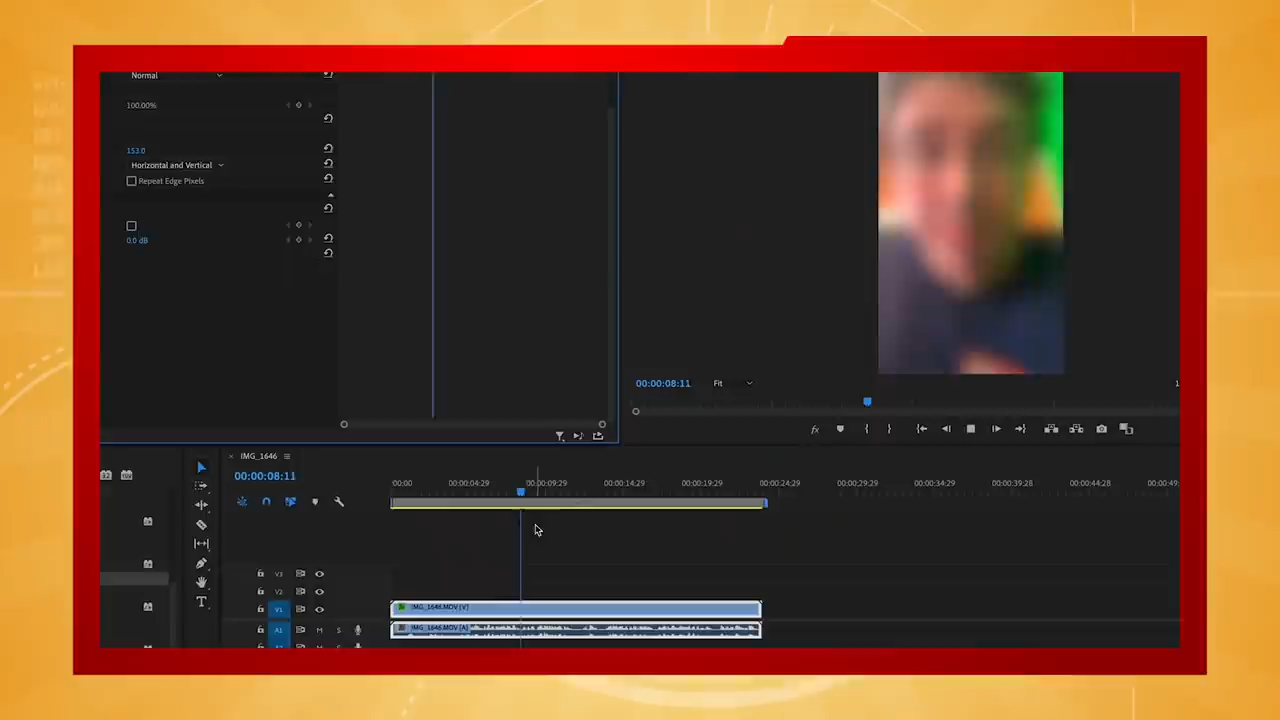 Normal
100.00%
153.0
Horizontal and Vertical
Repeat Edge Pixels
0.0 dB
00:00:08:11
Fit
fx
IMG_1646
00:00:08:11
:00:00
00:00:04:29
00:00:09:29
00:00:14:29
00:00:19:29
00:00:24:29
00:00:29:29
00:00:34:29
00:00:39:28
00:00:44:28
00:00:49:
V3
V2
V1
IMG_1646.MOV [V]
A1
M
S
IMG_1646.MOV [A]